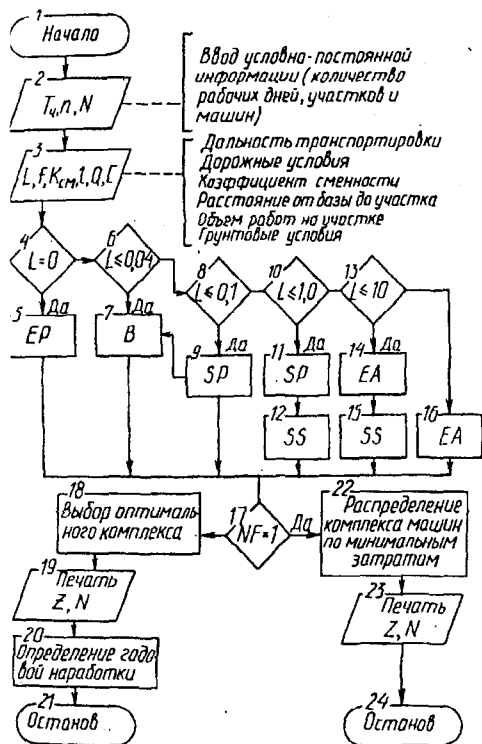 1
Начало
2
Тч, n, N
Ввод условно-постоянной
информации (количество
рабочих дней, участков и
машин)
3
L, f, Kсм, l, Q, Г
Дальность транспортировки
Дорожные условия
Коэффициент сменности
Расстояние от базы до участка
Объем работ на участке
Грунтовые условия
4
L=0
6
L≤0,04
8
L≤0,1
10
L≤1,0
13
L≤10
Да
Да
Да
Да
Да
5
EP
7
B
9
SP
11
SP
14
EA
12
SS
15
SS
16
EA
17
NF=1
Да
18
Выбор оптималь-
ного комплекса
19
Печать
Z, N
20
Определение годо
вой наработки
21
Останов
22
Распределение
комплекса машин
по минимальным
затратам
23
Печать
Z, N
24
Останов